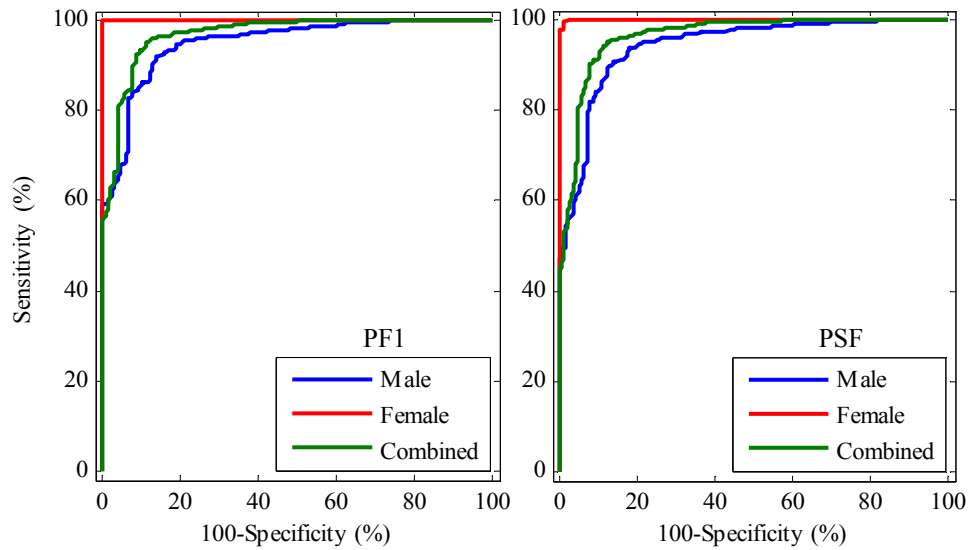 100
80
60
40
20
0
Sensitivity (%)
0 20 40 60 80 100
100-Specificity (%)
PF1
Male
Female
Combined
100
80
60
40
20
0
0 20 40 60 80 100
100-Specificity (%)
PSF
Male
Female
Combined